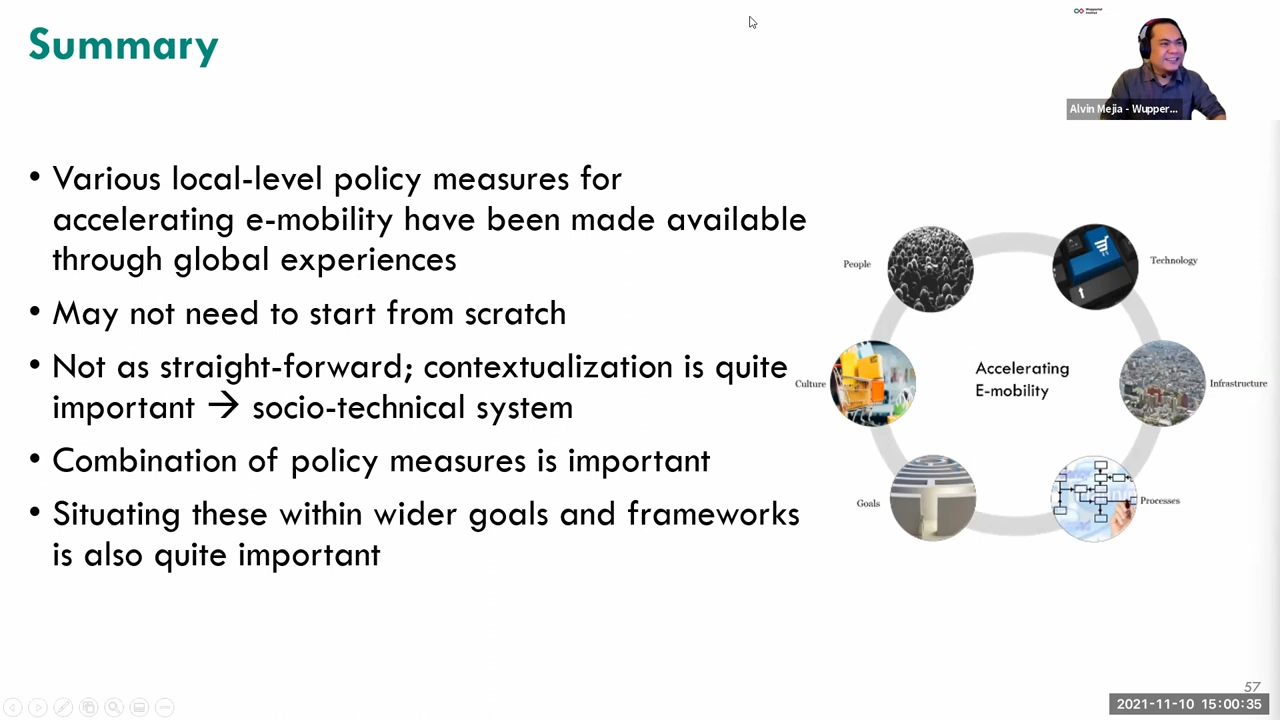 Summary
Wuppertal
Institut
Alvin Mejia - Wupper...
• Various local-level policy measures for
accelerating e-mobility have been made available
through global experiences
• May not need to start from scratch
• Not as straight-forward; contextualization is quite
important → socio-technical system
• Combination of policy measures is important
• Situating these within wider goals and frameworks
is also quite important
People
Technology
Culture
Accelerating
E-mobility
Infrastructure
Goals
Processes
57
2021-11-10 15:00:35